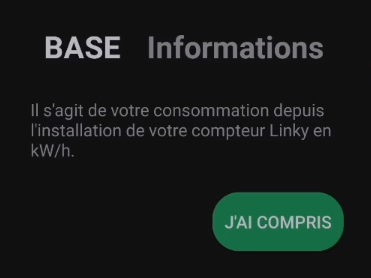 BASE Informations
Il s'agit de votre consommation depuis
l'installation de votre compteur Linky en
kW/h.
J'AI COMPRIS